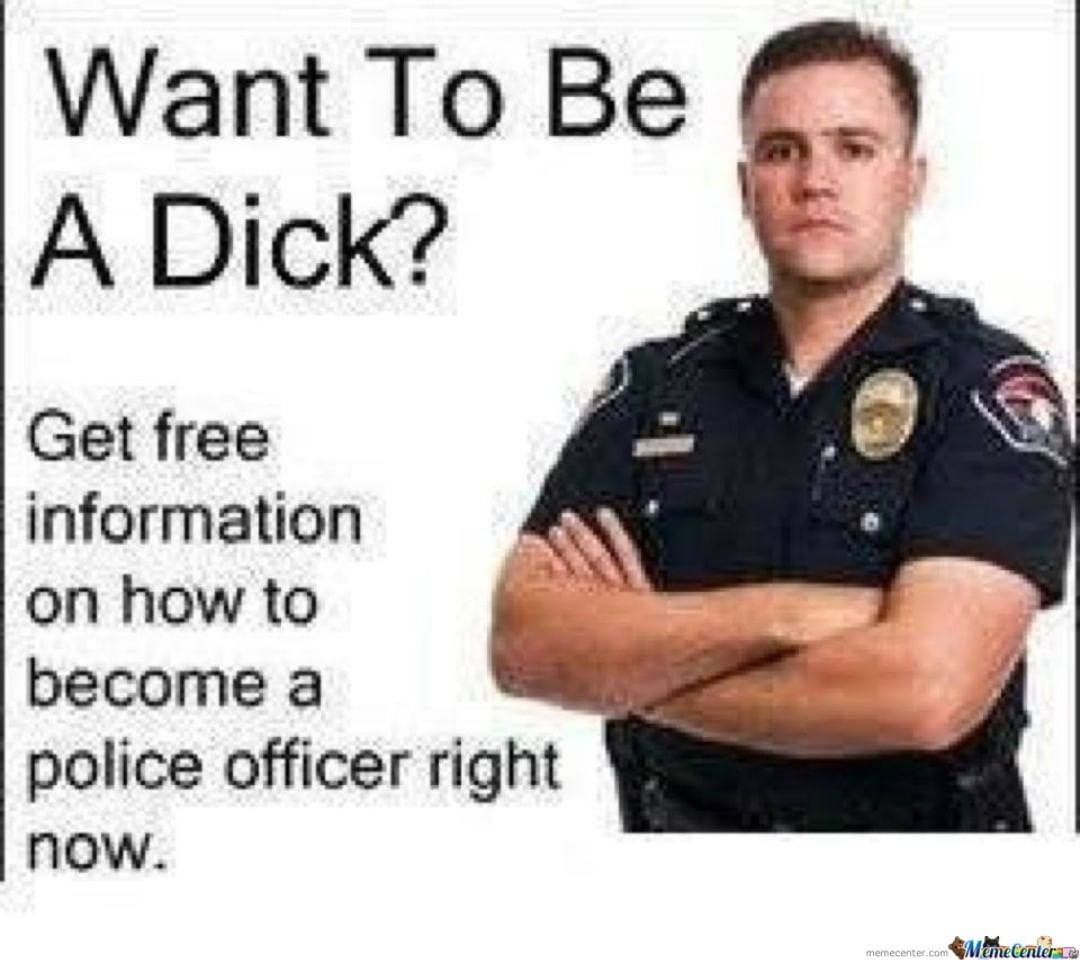 Want To Be
A Dick?
Get free
information
on how to
become a
police officer right
now.
memecenter.com MemeCenter